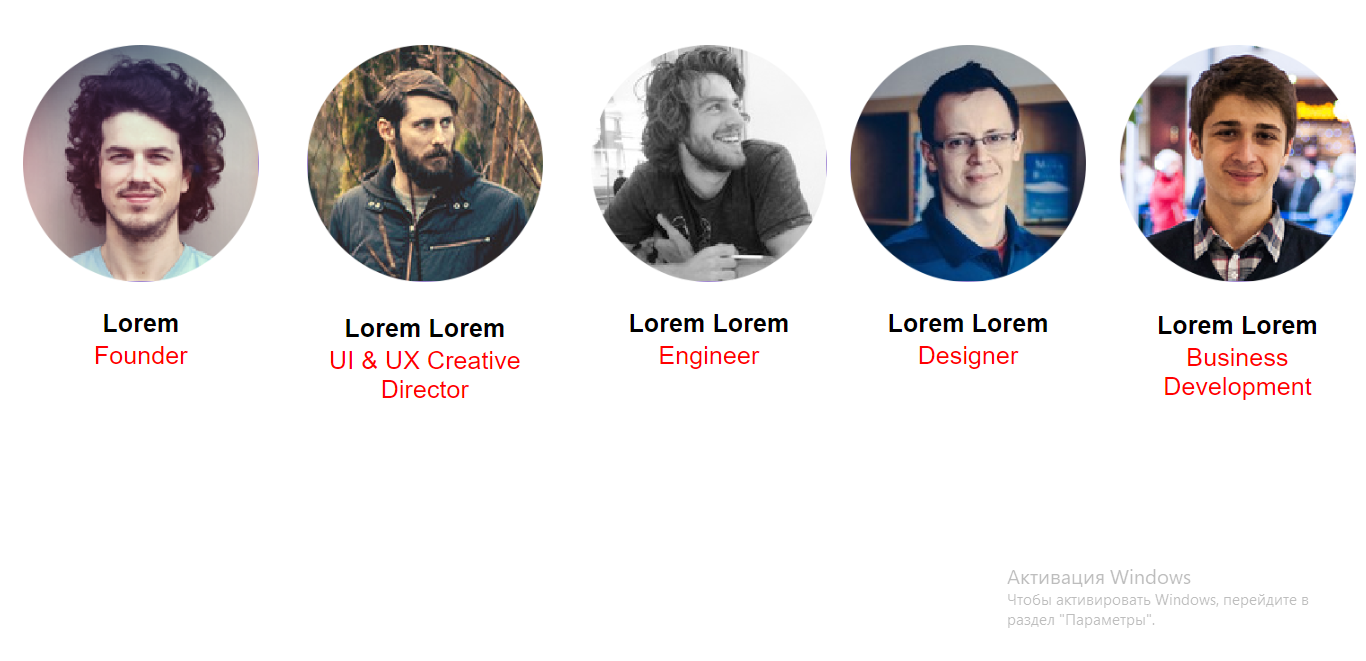 Lorem
Founder
Lorem Lorem
UI & UX Creative
Director
Lorem Lorem
Engineer
Lorem Lorem
Designer
Lorem Lorem
Business
Development
Активация Windows
Чтобы активировать Windows, перейдите в
раздел "Параметры".